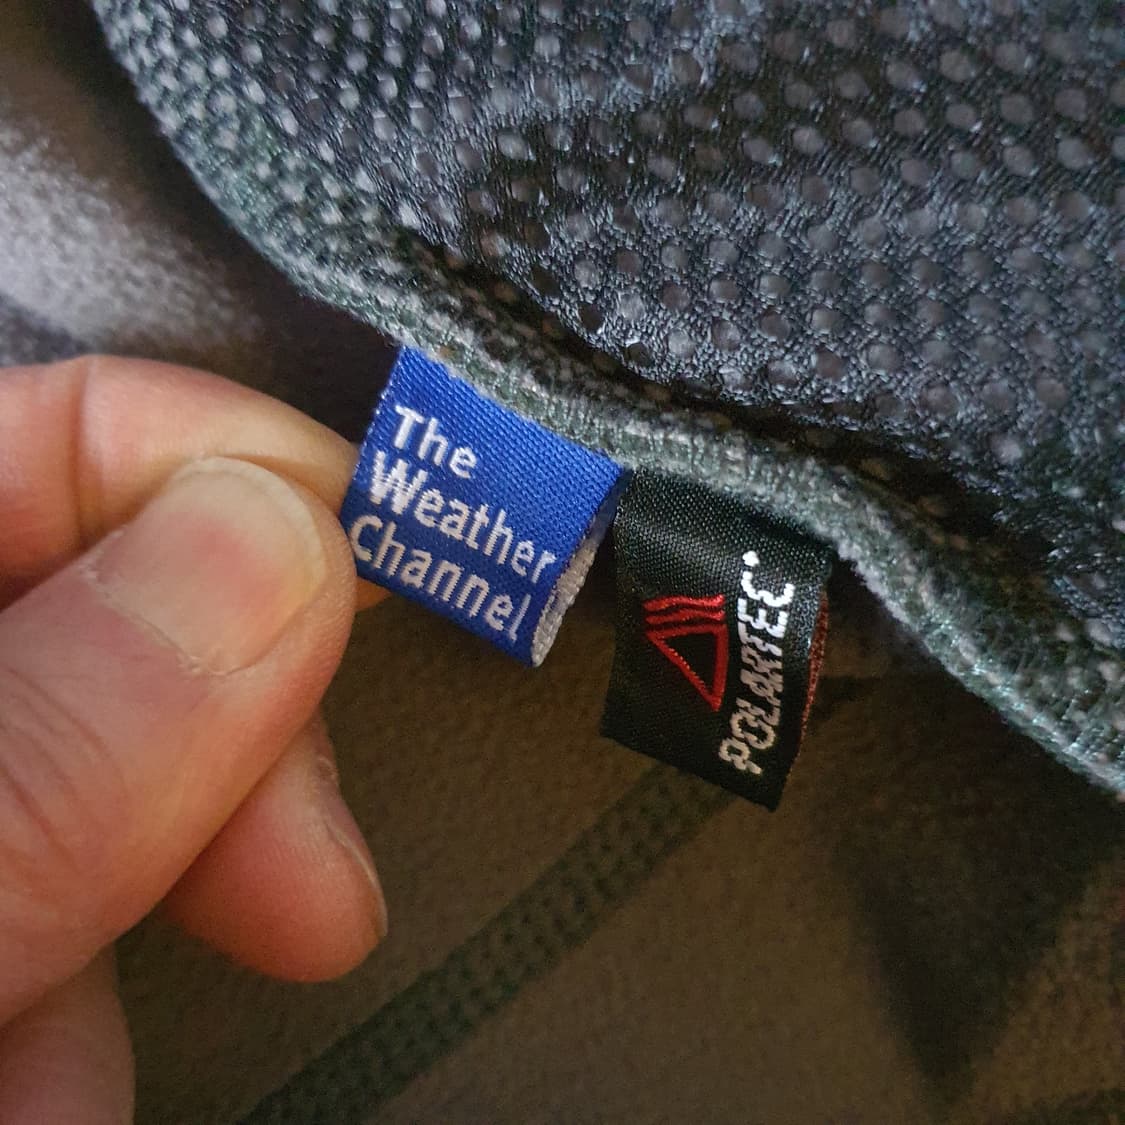 The
Weather
Channel
POLARTEC